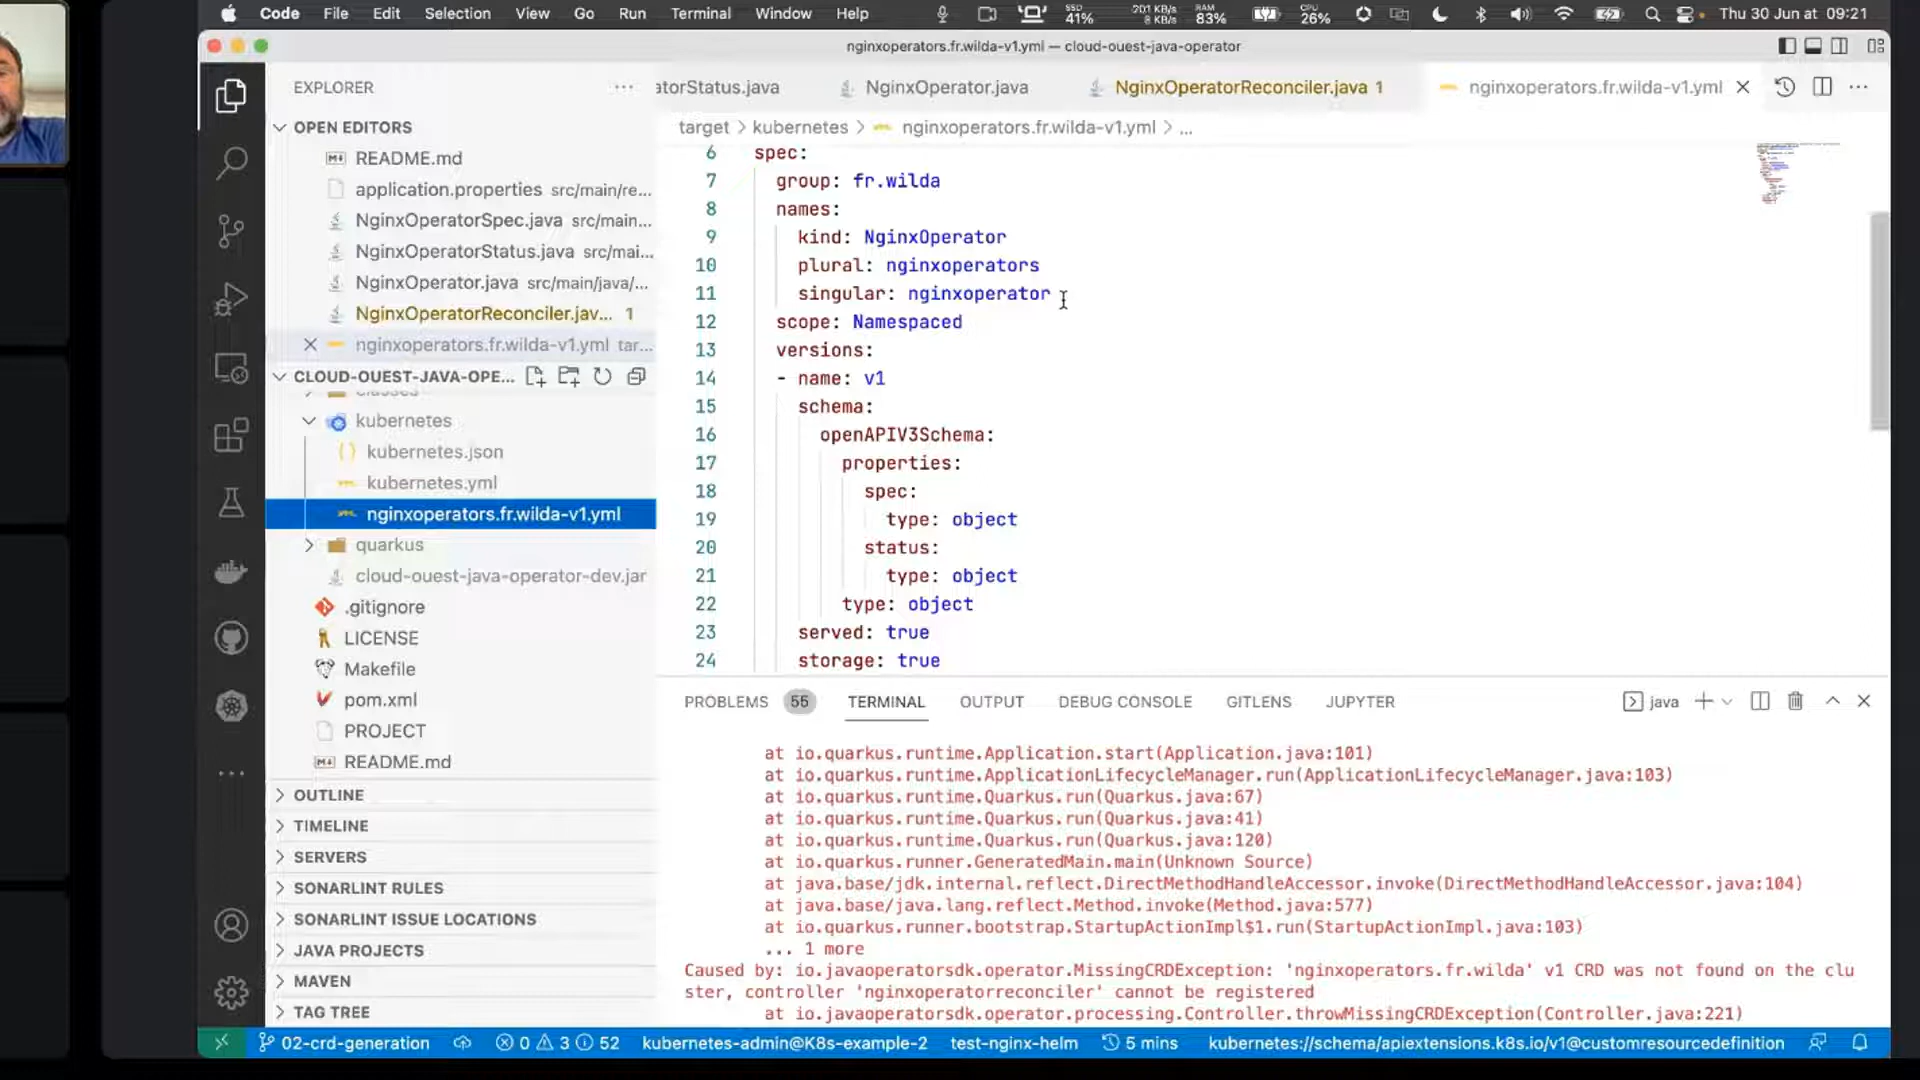 Code File Edit Selection View Go Run Terminal Window Help SSD 41% 201 KB/s 8 KB/s RAM 83% CPU 26% Thu 30 Jun at 09:21
nginxoperators.fr.wilda-v1.yml — cloud-ouest-java-operator
EXPLORER
atorStatus.java NginxOperator.java NginxOperatorReconciler.java 1 nginxoperators.fr.wilda-v1.yml
target > kubernetes > nginxoperators.fr.wilda-v1.yml > ...
OPEN EDITORS
README.md
application.properties src/main/re...
NginxOperatorSpec.java src/main...
NginxOperatorStatus.java src/mai...
NginxOperator.java src/main/java/...
NginxOperatorReconciler.jav... 1
nginxoperators.fr.wilda-v1.yml tar...
CLOUD-OUEST-JAVA-OPE...
classes
kubernetes
kubernetes.json
kubernetes.yml
nginxoperators.fr.wilda-v1.yml
quarkus
cloud-ouest-java-operator-dev.jar
.gitignore
LICENSE
Makefile
pom.xml
PROJECT
README.md
OUTLINE
TIMELINE
SERVERS
SONARLINT RULES
SONARLINT ISSUE LOCATIONS
JAVA PROJECTS
MAVEN
TAG TREE
6 spec:
7 group: fr.wilda
8 names:
9 kind: NginxOperator
10 plural: nginxoperators
11 singular: nginxoperator
12 scope: Namespaced
13 versions:
14 - name: v1
15 schema:
16 openAPIV3Schema:
17 properties:
18 spec:
19 type: object
20 status:
21 type: object
22 type: object
23 served: true
24 storage: true
PROBLEMS 55 TERMINAL OUTPUT DEBUG CONSOLE GITLENS JUPYTER java
at io.quarkus.runtime.Application.start(Application.java:101)
at io.quarkus.runtime.ApplicationLifecycleManager.run(ApplicationLifecycleManager.java:103)
at io.quarkus.runtime.Quarkus.run(Quarkus.java:67)
at io.quarkus.runtime.Quarkus.run(Quarkus.java:41)
at io.quarkus.runtime.Quarkus.run(Quarkus.java:120)
at io.quarkus.runner.GeneratedMain.main(Unknown Source)
at java.base/jdk.internal.reflect.DirectMethodHandleAccessor.invoke(DirectMethodHandleAccessor.java:104)
at java.base/java.lang.reflect.Method.invoke(Method.java:577)
at io.quarkus.runner.bootstrap.StartupActionImpl$1.run(StartupActionImpl.java:103)
... 1 more
Caused by: io.javaoperatorsdk.operator.MissingCRDException: 'nginxoperators.fr.wilda' v1 CRD was not found on the clu
ster, controller 'nginxoperatorreconciler' cannot be registered
at io.javaoperatorsdk.operator.processing.Controller.throwMissingCRDException(Controller.java:221)
02-crd-generation 0 3 52 kubernetes-admin@K8s-example-2 test-nginx-helm 5 mins kubernetes://schema/apiextensions.k8s.io/v1@customresourcedefinition